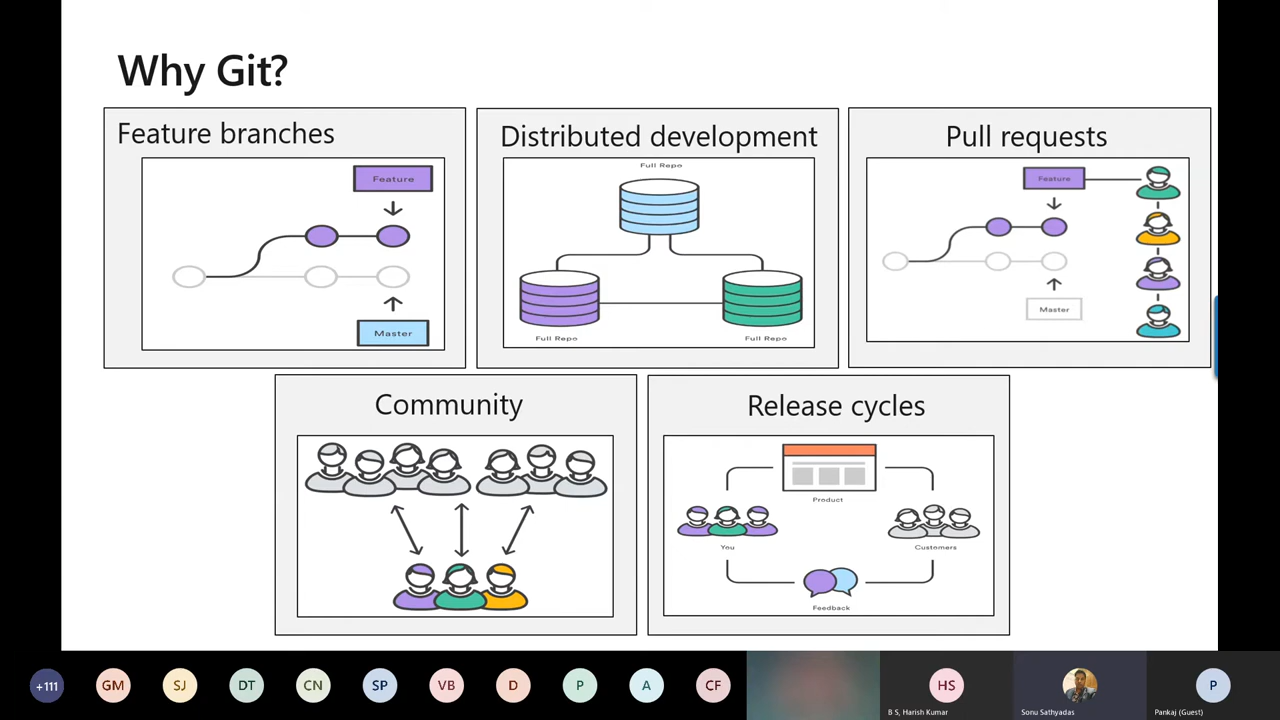 Why Git?
Feature branches
Feature
Master
Distributed development
Full Repo
Full Repo
Full Repo
Pull requests
Feature
Master
Community
Release cycles
Product
You
Customers
Feedback
+111
GM
SJ
DT
CN
SP
VB
D
P
A
CF
HS
B S, Harish Kumar
Sonu Sathyadas
P
Pankaj (Guest)